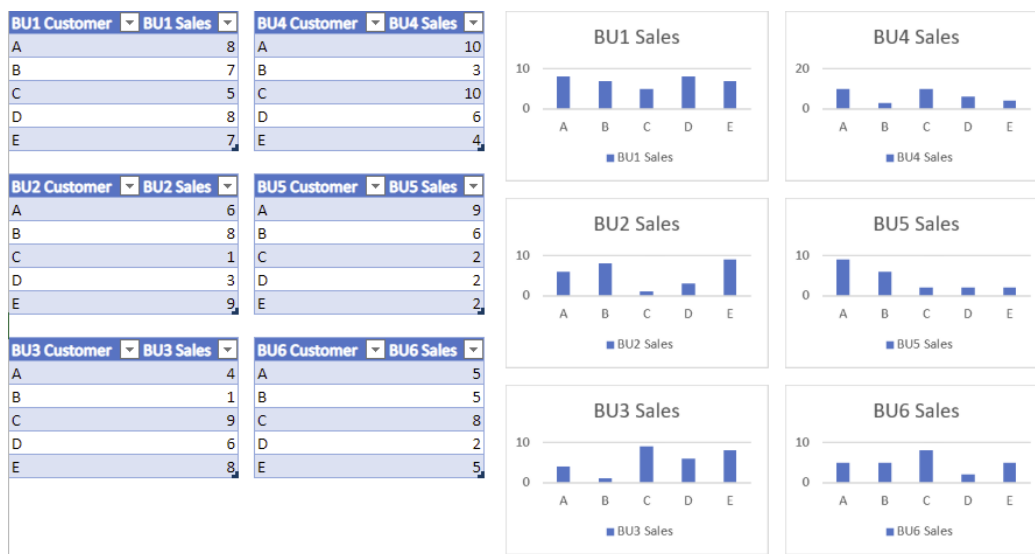 BU1 Customer BU1 Sales
A 8
B 7
C 5
D 8
E 7
BU4 Customer BU4 Sales
A 10
B 3
C 10
D 6
E 4
BU2 Customer BU2 Sales
A 6
B 8
C 1
D 3
E 9
BU5 Customer BU5 Sales
A 9
B 6
C 2
D 2
E 2
BU3 Customer BU3 Sales
A 4
B 1
C 9
D 6
E 8
BU6 Customer BU6 Sales
A 5
B 5
C 8
D 2
E 5
BU1 Sales
10
0
A B C D E
BU1 Sales
BU4 Sales
20
0
A B C D E
BU4 Sales
BU2 Sales
10
0
A B C D E
BU2 Sales
BU5 Sales
10
0
A B C D E
BU5 Sales
BU3 Sales
10
0
A B C D E
BU3 Sales
BU6 Sales
10
0
A B C D E
BU6 Sales